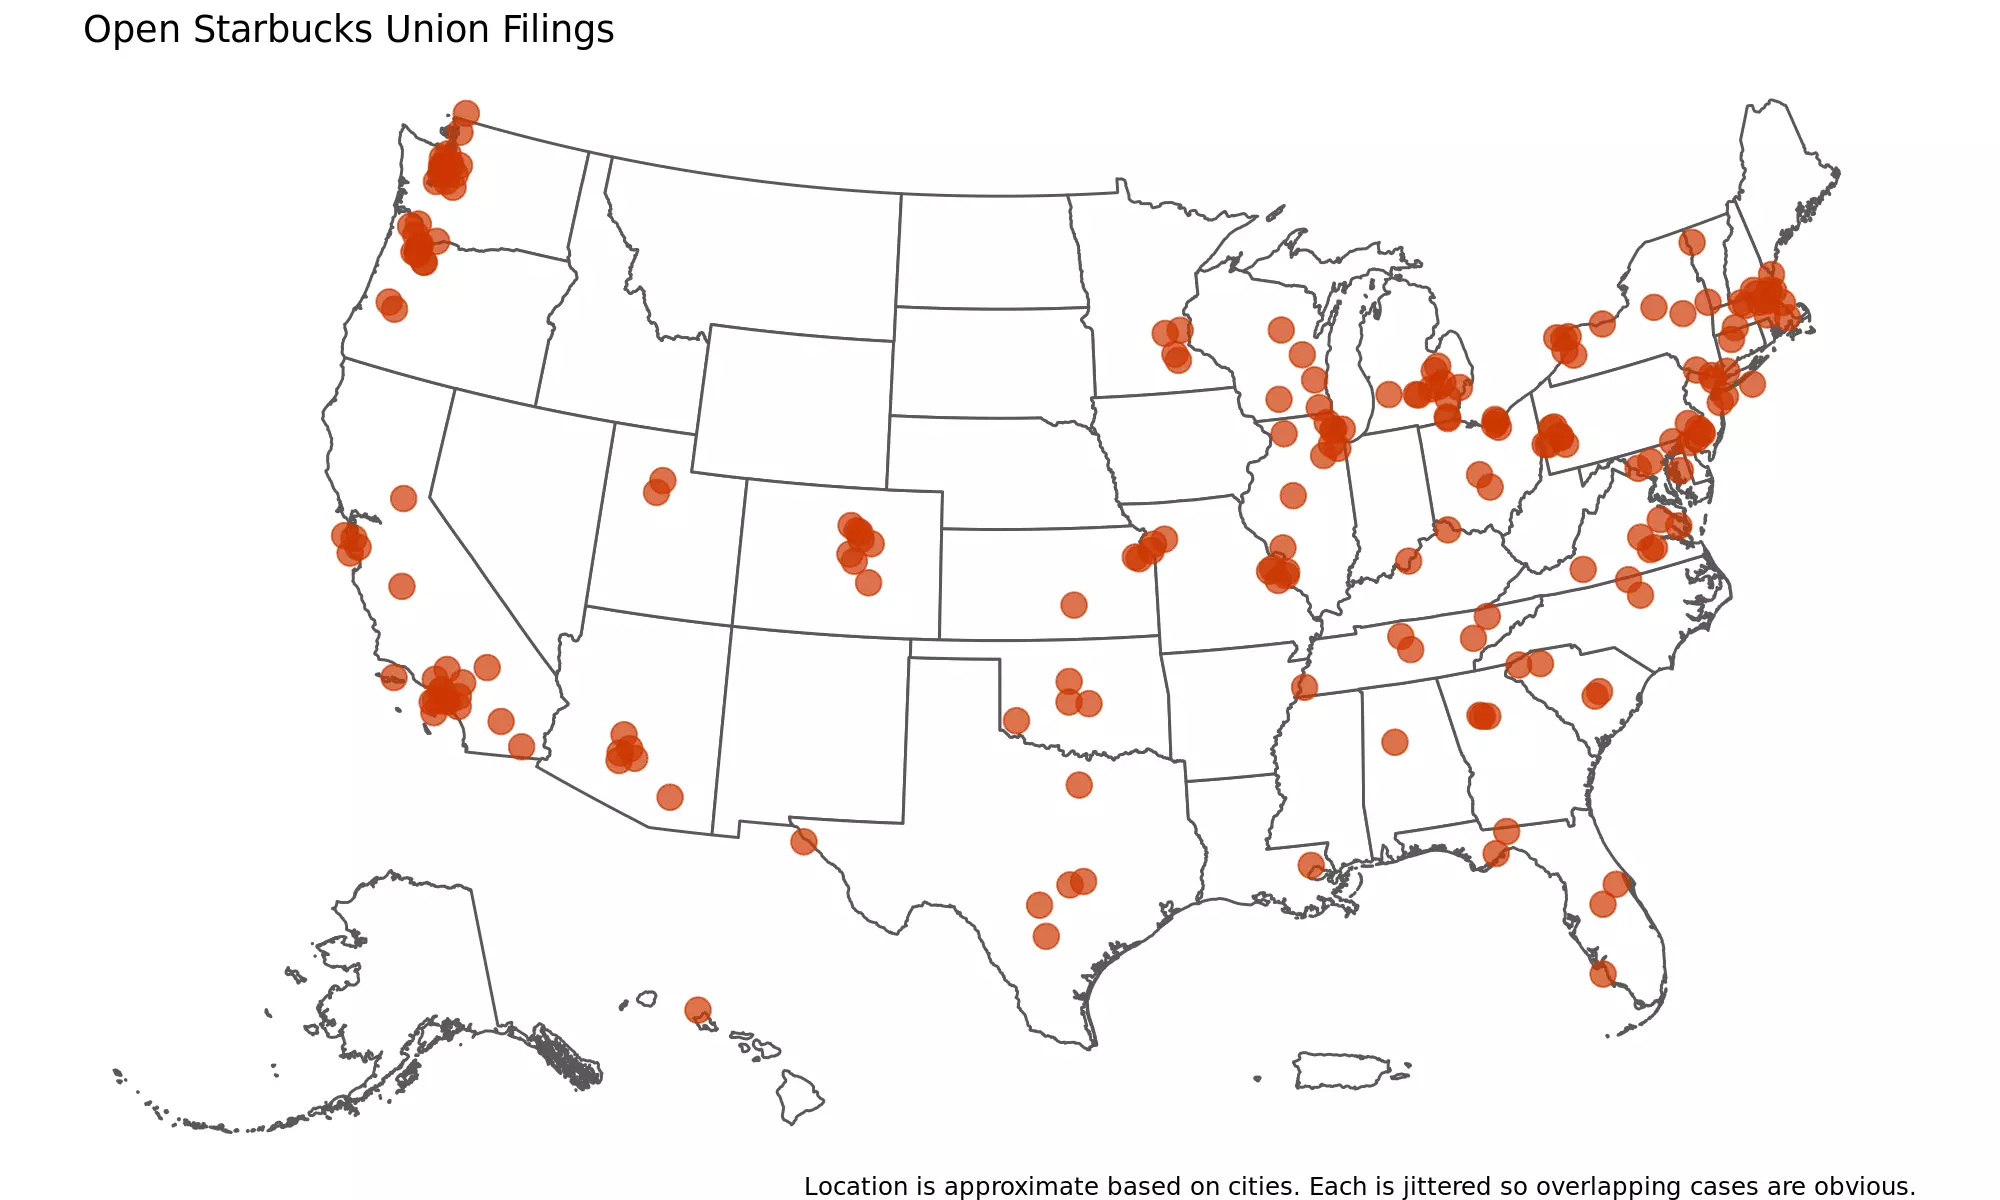 Open Starbucks Union Filings
Location is approximate based on cities. Each is jittered so overlapping cases are obvious.